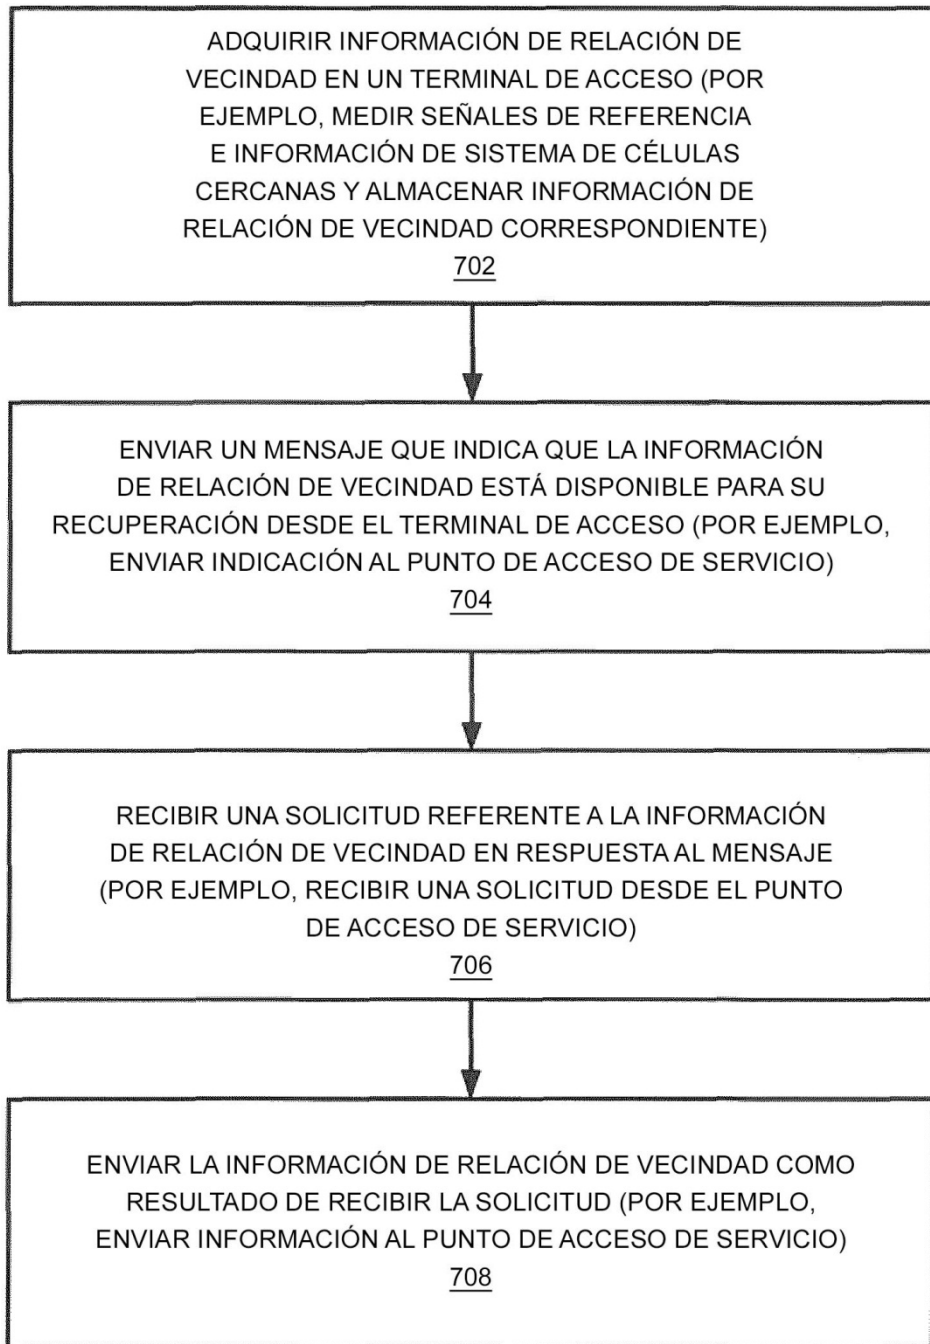 ADQUIRIR INFORMACIÓN DE RELACIÓN DE
VECINDAD EN UN TERMINAL DE ACCESO (POR
EJEMPLO, MEDIR SEÑALES DE REFERENCIA
E INFORMACIÓN DE SISTEMA DE CÉLULAS
CERCANAS Y ALMACENAR INFORMACIÓN DE
RELACIÓN DE VECINDAD CORRESPONDIENTE)
702
ENVIAR UN MENSAJE QUE INDICA QUE LA INFORMACIÓN
DE RELACIÓN DE VECINDAD ESTÁ DISPONIBLE PARA SU
RECUPERACIÓN DESDE EL TERMINAL DE ACCESO (POR EJEMPLO,
ENVIAR INDICACIÓN AL PUNTO DE ACCESO DE SERVICIO)
704
RECIBIR UNA SOLICITUD REFERENTE A LA INFORMACIÓN
DE RELACIÓN DE VECINDAD EN RESPUESTA AL MENSAJE
(POR EJEMPLO, RECIBIR UNA SOLICITUD DESDE EL PUNTO
DE ACCESO DE SERVICIO)
706
ENVIAR LA INFORMACIÓN DE RELACIÓN DE VECINDAD COMO
RESULTADO DE RECIBIR LA SOLICITUD (POR EJEMPLO,
ENVIAR INFORMACIÓN AL PUNTO DE ACCESO DE SERVICIO)
708